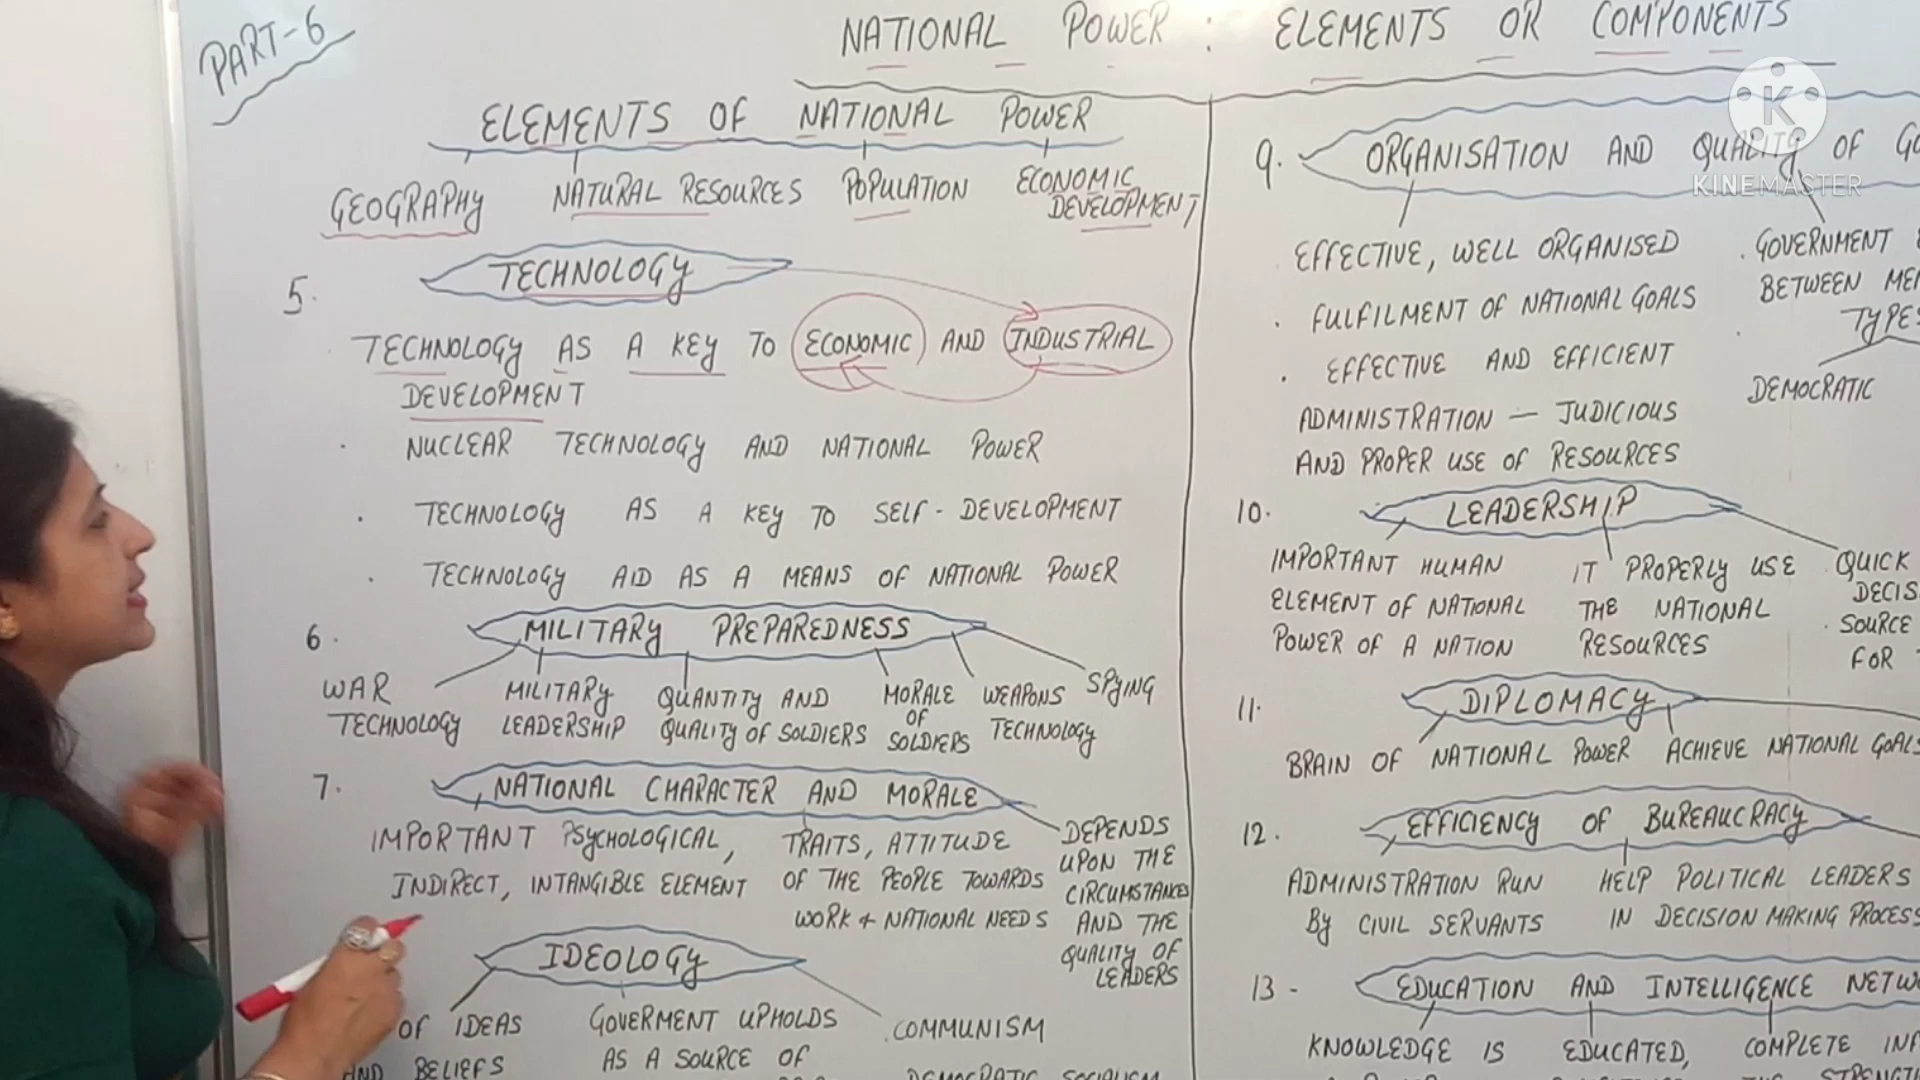 PART-6
NATIONAL POWER : ELEMENTS OR COMPONENTS
ELEMENTS OF NATIONAL POWER
GEOGRAPHY NATURAL RESOURCES POPULATION ECONOMIC
DEVELOPMENT
5. TECHNOLOGY
TECHNOLOGY AS A KEY TO ECONOMIC AND INDUSTRIAL
DEVELOPMENT
· NUCLEAR TECHNOLOGY AND NATIONAL POWER
· TECHNOLOGY AS A KEY TO SELF-DEVELOPMENT
· TECHNOLOGY AID AS A MEANS OF NATIONAL POWER
6. MILITARY PREPAREDNESS
WAR
TECHNOLOGY
MILITARY
LEADERSHIP
QUANTITY AND
QUALITY OF SOLDIERS
MORALE
OF
SOLDIERS
WEAPONS
TECHNOLOGY
SPYING
7. NATIONAL CHARACTER AND MORALE
IMPORTANT PSYCHOLOGICAL,
INDIRECT, INTANGIBLE ELEMENT
TRAITS, ATTITUDE
OF THE PEOPLE TOWARDS
WORK + NATIONAL NEEDS
DEPENDS
UPON THE
CIRCUMSTANCES
AND THE
QUALITY OF
LEADERS
IDEOLOGY
OF IDEAS
AND BELIEFS
GOVERMENT UPHOLDS
AS A SOURCE OF
.COMMUNISM
DEMOCRATIC SOCIALISM
9. ORGANISATION AND QUALITY OF
· EFFECTIVE, WELL ORGANISED
· FULFILMENT OF NATIONAL GOALS
· EFFECTIVE AND EFFICIENT
ADMINISTRATION — JUDICIOUS
AND PROPER USE OF RESOURCES
. GOVERNMENT
BETWEEN
TYPES
DEMOCRATIC
10. LEADERSHIP
IMPORTANT HUMAN
ELEMENT OF NATIONAL
POWER OF A NATION
IT PROPERLY USE
THE NATIONAL
RESOURCES
. QUICK
. SOURCE
FOR
11. DIPLOMACY
BRAIN OF NATIONAL POWER
ACHIEVE NATIONAL GOALS
12. EFFICIENCY OF BUREAUCRACY
ADMINISTRATION RUN
By CIVIL SERVANTS
HELP POLITICAL LEADERS
IN DECISION MAKING PROCESS
13 - EDUCATION AND INTELLIGENCE
KNOWLEDGE IS
EDUCATED,
COMPLETE
K
KINEMASTER